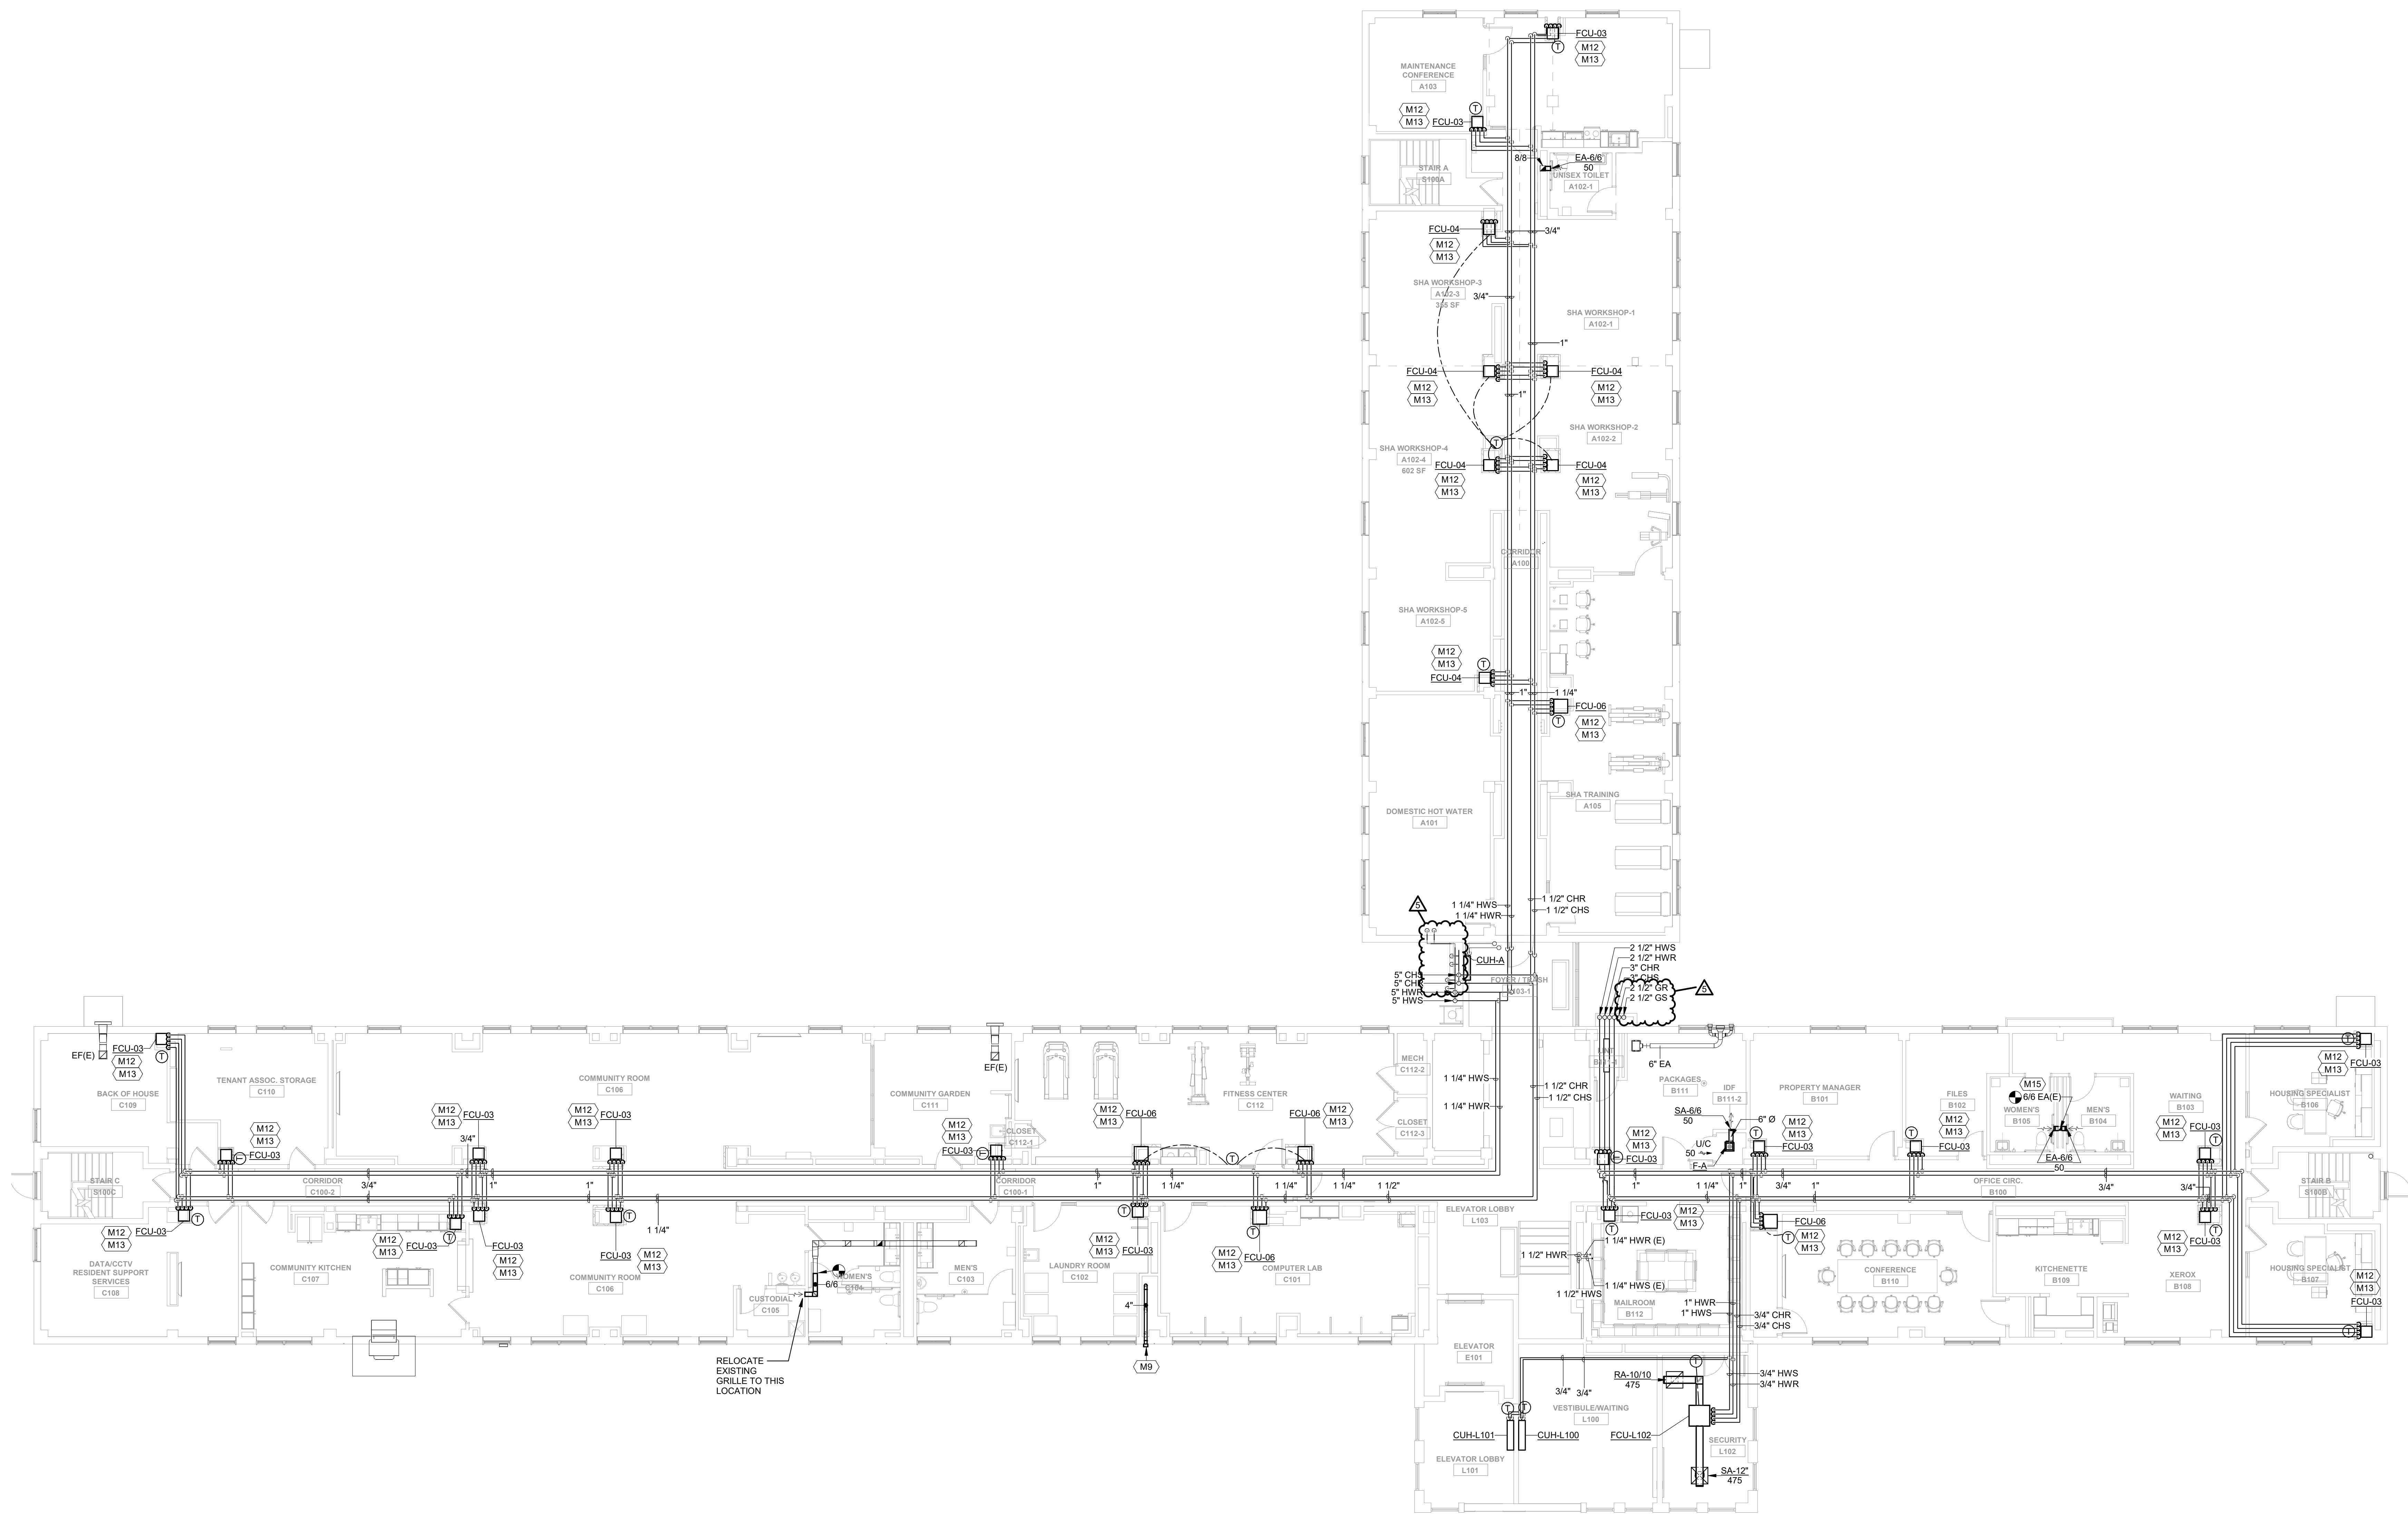 FCU-03
M12
M13
MAINTENANCE
CONFERENCE
A103
M12
M13
FCU-03
T
T
8/8
EA-6/6
50
STAIR A
S100A
UNISEX TOILET
A102-1
FCU-04
M12
M13
3/4"
SHA WORKSHOP-3
A102-3
3/4"
SHA WORKSHOP-1
A102-1
1"
FCU-04
M12
M13
FCU-04
M12
M13
1"
SHA WORKSHOP-2
A102-2
T
SHA WORKSHOP-4
A102-4
602 SF
FCU-04
M12
M13
FCU-04
M12
M13
CORRIDOR
A100
SHA WORKSHOP-5
A102-5
M12
M13
FCU-04
T
1"
1 1/4"
FCU-06
T
M12
M13
SHA TRAINING
A105
DOMESTIC HOT WATER
A101
1 1/4" HWS
1 1/4" HWR
1 1/2" CHR
1 1/2" CHS
5
CUH-A
5" CHS
5" CHR
5" HWR
5" HWS
FOYER / TRASH
2 1/2" HWS
2 1/2" HWR
3" CHR
3" CHS
2 1/2" GR
2 1/2" GS
5
EF(E)
FCU-03
M12
M13
T
BACK OF HOUSE
C109
TENANT ASSOC. STORAGE
C110
COMMUNITY ROOM
C106
COMMUNITY GARDEN
C111
EF(E)
FITNESS CENTER
C112
MECH
C112-2
CLOSET
C112-3
CLOSET
C112-1
1 1/4" HWS
1 1/4" HWR
1 1/2" CHR
1 1/2" CHS
6" EA
PACKAGES
B111
IDF
B111-2
PROPERTY MANAGER
B101
FILES
B102
M15
6/6 EA(E)
WOMEN'S
B105
MEN'S
B104
WAITING
B103
HOUSING SPECIALIST
B106
M12
M13
FCU-03
T
M12
M13
FCU-03
T
M12
M13
FCU-03
3/4"
M12
M13
FCU-03
M12
M13
FCU-03
T
M12
M13
FCU-06
T
M12
M13
FCU-06
M12
M13
FCU-03
T
SA-6/6
50
6" Ø
U/C
50
F-A
T
M12
M13
FCU-03
T
M12
M13
FCU-03
EA-6/6
50
M12
M13
FCU-03
T
STAIR C
S100C
CORRIDOR
C100-2
3/4"
1"
1"
CORRIDOR
C100-1
1"
1 1/4"
1 1/4"
1 1/4"
1 1/2"
1"
1 1/4"
1"
3/4"
1"
OFFICE CIRC.
B100
3/4"
3/4"
STAIR B
S100B
M12
M13
FCU-03
T
M12
M13
FCU-03
T
FCU-03
M12
M13
FCU-03
T
M12
M13
1 1/4"
M12
M13
FCU-03
T
M12
M13
FCU-06
T
ELEVATOR LOBBY
L103
FCU-03
T
M12
M13
FCU-06
T
M12
M13
M12
M13
FCU-03
T
DATA/CCTV
RESIDENT SUPPORT
SERVICES
C108
COMMUNITY KITCHEN
C107
COMMUNITY ROOM
C106
CUSTODIAL
C105
6/6
WOMEN'S
C104
MEN'S
C103
LAUNDRY ROOM
C102
4"
COMPUTER LAB
C101
1 1/4" HWR (E)
1 1/2" HWR
1 1/4" HWS (E)
1 1/2" HWS
MAILROOM
B112
1" HWR
1" HWS
3/4" CHR
3/4" CHS
CONFERENCE
B110
KITCHENETTE
B109
XEROX
B108
HOUSING SPECIALIST
B107
M12
M13
FCU-03
T
RELOCATE
EXISTING
GRILLE TO THIS
LOCATION
M9
ELEVATOR
E101
RA-10/10
475
T
3/4" HWS
3/4" HWR
3/4"
3/4"
T
T
VESTIBULE/WAITING
L100
CUH-L101
CUH-L100
FCU-L102
SECURITY
L102
ELEVATOR LOBBY
L101
SA-12"
475